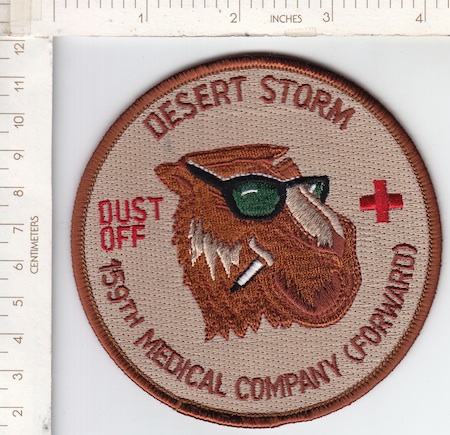 1 2 3 4
INCHES
12
11
10
9
8
7
6
5
4
3
2
CENTIMETERS
DESERT STORM
DUST
OFF
159TH MEDICAL COMPANY (FORWARD)